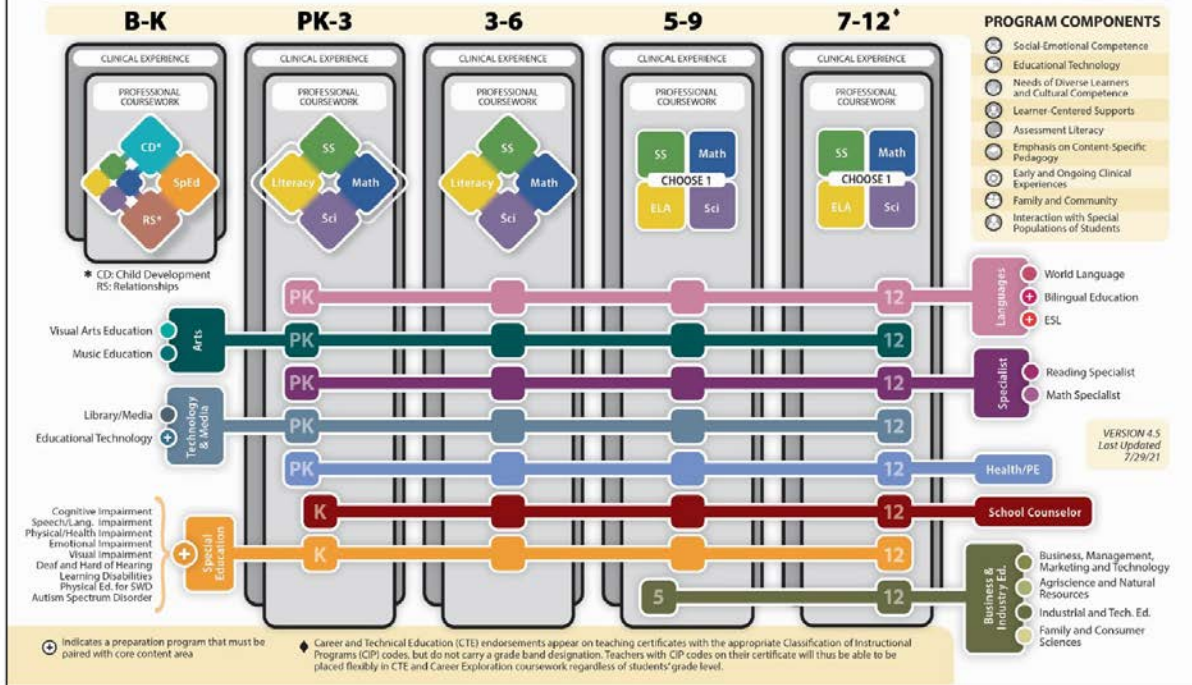 B-K
PK-3
3-6
5-9
7-12♦
CLINICAL EXPERIENCE
PROFESSIONAL
COURSEWORK
CD*
SpEd
RS*
CLINICAL EXPERIENCE
PROFESSIONAL
COURSEWORK
SS
Literacy
Math
Sci
CLINICAL EXPERIENCE
PROFESSIONAL
COURSEWORK
SS
Literacy
Math
Sci
CLINICAL EXPERIENCE
PROFESSIONAL
COURSEWORK
SS
Math
CHOOSE 1
ELA
Sci
CLINICAL EXPERIENCE
PROFESSIONAL
COURSEWORK
SS
Math
CHOOSE 1
ELA
Sci
PROGRAM COMPONENTS
Social-Emotional Competence
Educational Technology
Needs of Diverse Learners
and Cultural Competence
Learner-Centered Supports
Assessment Literacy
Emphasis on Content-Specific
Pedagogy
Early and Ongoing Clinical
Experiences
Family and Community
Interaction with Special
Populations of Students
* CD: Child Development
RS: Relationships
PK
12
Languages
World Language
Bilingual Education
ESL
Visual Arts Education
Music Education
Arts
PK
12
PK
12
Specialist
Reading Specialist
Math Specialist
Library/Media
Educational Technology
Technology
& Media
PK
12
VERSION 4.5
Last Updated
7/29/21
PK
12
Health/PE
K
12
School Counselor
Cognitive Impairment
Speech/Lang. Impairment
Physical/Health Impairment
Emotional Impairment
Visual Impairment
Deaf and Hard of Hearing
Learning Disabilities
Physical Ed. for SWD
Autism Spectrum Disorder
Special
Education
K
12
5
12
Business &
Industry Ed.
Business, Management,
Marketing and Technology
Agriscience and Natural
Resources
Industrial and Tech. Ed.
Family and Consumer
Sciences
Indicates a preparation program that must be
paired with core content area
♦ Career and Technical Education (CTE) endorsements appear on teaching certificates with the appropriate Classification of Instructional
Programs (CIP) codes, but do not carry a grade band designation. Teachers with CIP codes on their certificate will thus be able to be
placed flexibly in CTE and Career Exploration coursework regardless of students' grade level.